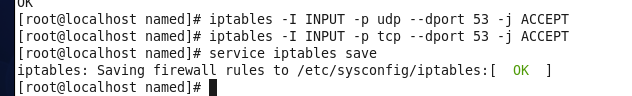 OK
[root@localhost named]# iptables -I INPUT -p udp --dport 53 -j ACCEPT
[root@localhost named]# iptables -I INPUT -p tcp --dport 53 -j ACCEPT
[root@localhost named]# service iptables save
iptables: Saving firewall rules to /etc/sysconfig/iptables:[  OK  ]
[root@localhost named]#